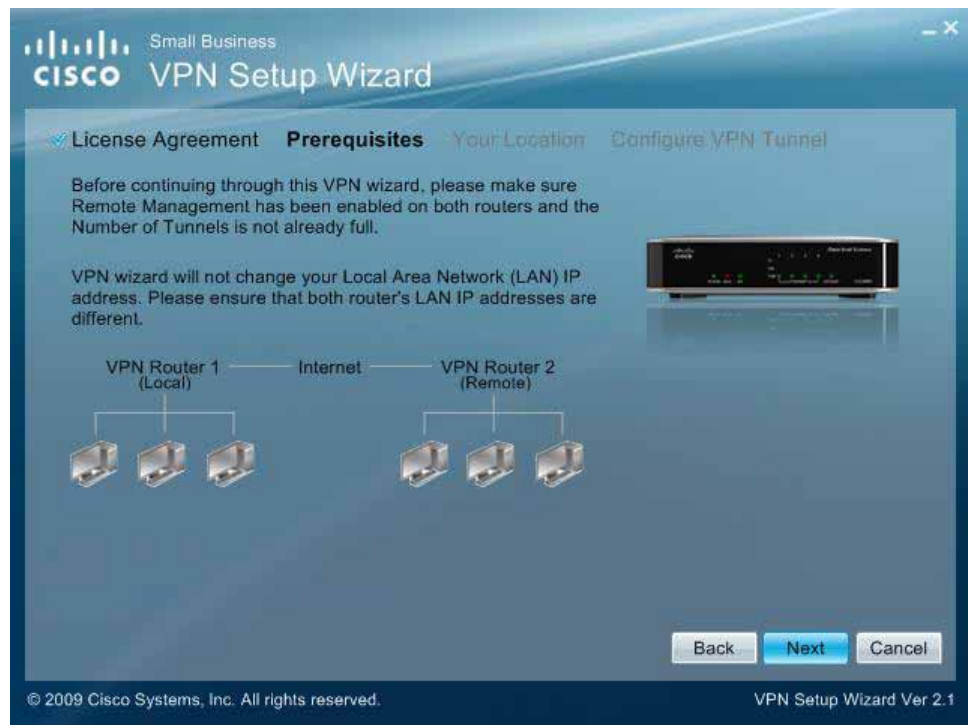 Small Business
CISCO VPN Setup Wizard
License Agreement Prerequisites Your Location Configure VPN Tunnel
Before continuing through this VPN wizard, please make sure
Remote Management has been enabled on both routers and the
Number of Tunnels is not already full.
VPN wizard will not change your Local Area Network (LAN) IP
address. Please ensure that both router's LAN IP addresses are
different.
VPN Router 1 Internet VPN Router 2
(Local) (Remote)
Back Next Cancel
© 2009 Cisco Systems, Inc. All rights reserved. VPN Setup Wizard Ver 2.1